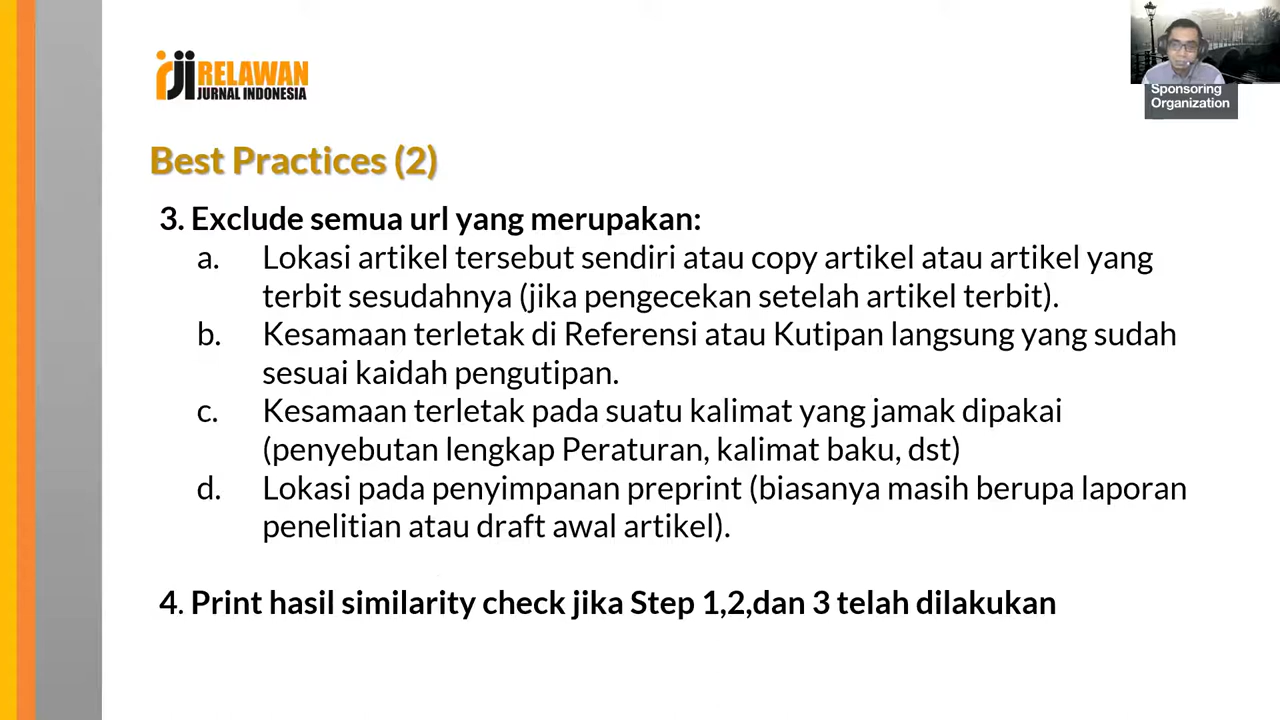 RJI RELAWAN
JURNAL INDONESIA
Sponsoring
Organization
Best Practices (2)
3. Exclude semua url yang merupakan:
a. Lokasi artikel tersebut sendiri atau copy artikel atau artikel yang
terbit sesudahnya (jika pengecekan setelah artikel terbit).
b. Kesamaan terletak di Referensi atau Kutipan langsung yang sudah
sesuai kaidah pengutipan.
c. Kesamaan terletak pada suatu kalimat yang jamak dipakai
(penyebutan lengkap Peraturan, kalimat baku, dst)
d. Lokasi pada penyimpanan preprint (biasanya masih berupa laporan
penelitian atau draft awal artikel).
4. Print hasil similarity check jika Step 1,2,dan 3 telah dilakukan